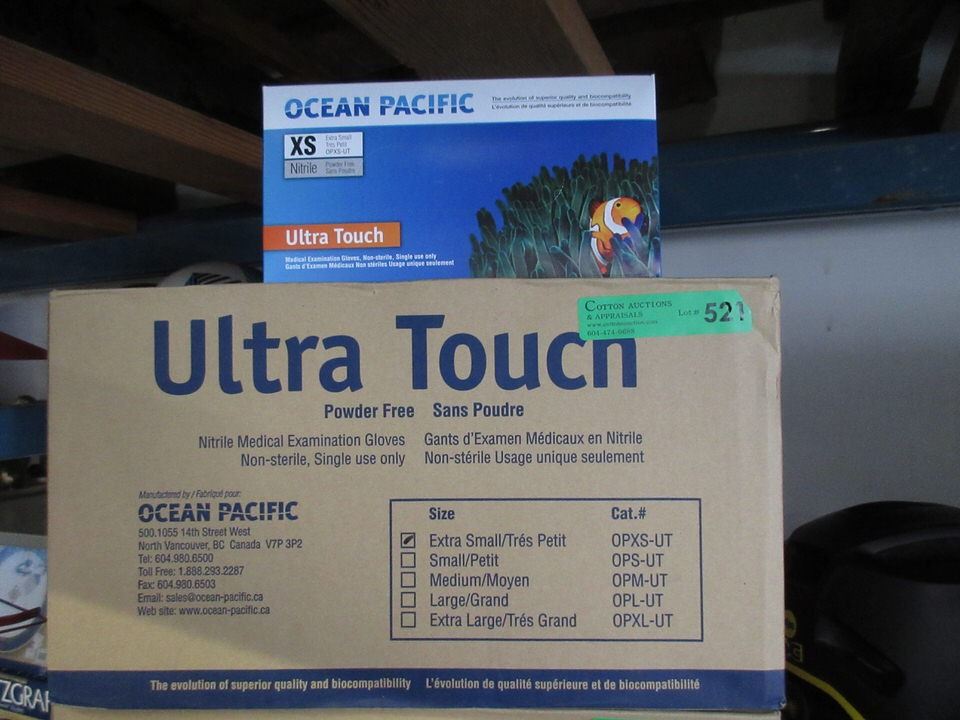 OCEAN PACIFIC
The evolution of superior quality and biocompatibility
L'évolution de qualité supérieure et de biocompatibilité
XS
Extra Small
Très Petit
OPXS-UT
Nitrile
Powder Free
Sans Poudre
Ultra Touch
Medical Examination Gloves, Non-sterile, Single use only
Gants d'Examen Médicaux Non stériles Usage unique seulement
COTTON AUCTIONS
& APPRAISALS
604-474-6688
Lot # 521
Ultra Touch
Powder Free Sans Poudre
Nitrile Medical Examination Gloves Gants d'Examen Médicaux en Nitrile
Non-sterile, Single use only Non-stérile Usage unique seulement
Manufactured by / Fabriqué pour:
OCEAN PACIFIC
500.1055 14th Street West
North Vancouver, BC Canada V7P 3P2
Tel: 604.980.6500
Toll Free: 1.888.293.2287
Fax: 604.980.6503
Email: sales@ocean-pacific.ca
Web site: www.ocean-pacific.ca
Size Cat.#
Extra Small/Trés Petit OPXS-UT
Small/Petit OPS-UT
Medium/Moyen OPM-UT
Large/Grand OPL-UT
Extra Large/Trés Grand OPXL-UT
The evolution of superior quality and biocompatibility L'évolution de qualité supérieure et de biocompatibilité